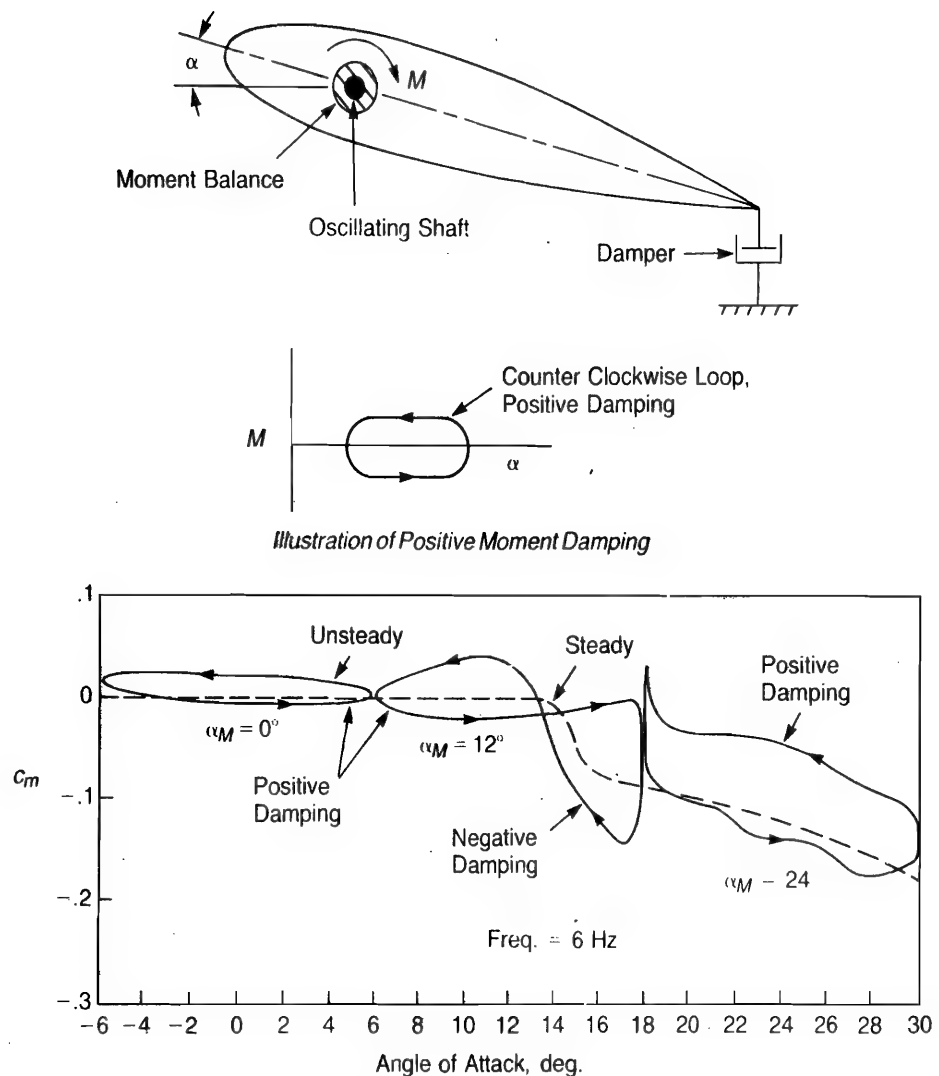 α
M
Moment Balance
Oscillating Shaft
Damper
Counter Clockwise Loop,
Positive Damping
M
α
Illustration of Positive Moment Damping
.1
0
-.1
-.2
-.3
cm
Unsteady
Steady
Positive
Damping
αM = 0°
αM = 12°
Positive
Damping
Negative
Damping
αM - 24
Freq. = 6 Hz
-6 -4 -2 0 2 4 6 8 10 12 14 16 18 20 22 24 26 28 30
Angle of Attack, deg.